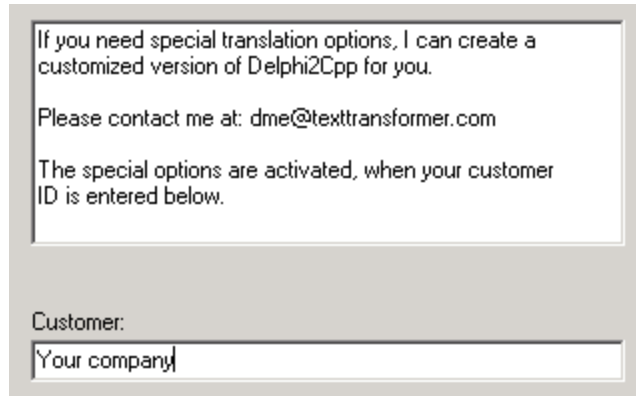 If you need special translation options, I can create a
customized version of Delphi2Cpp for you.
Please contact me at: dme@texttransformer.com
The special options are activated, when your customer
ID is entered below.
Customer:
Your company